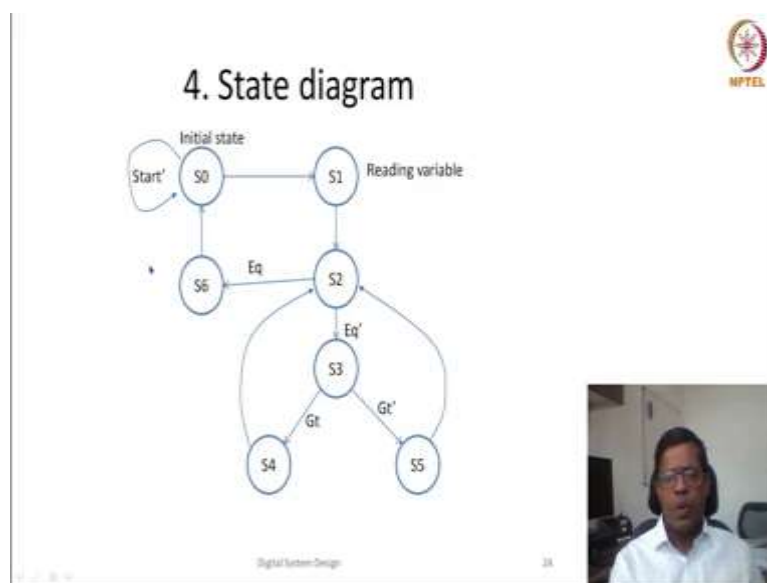 NPTEL
4. State diagram
Initial state
Start'
S0
S1
Reading variable
S6
Eq
S2
Eq'
S3
Gt
Gt'
S4
S5
Digital System Design